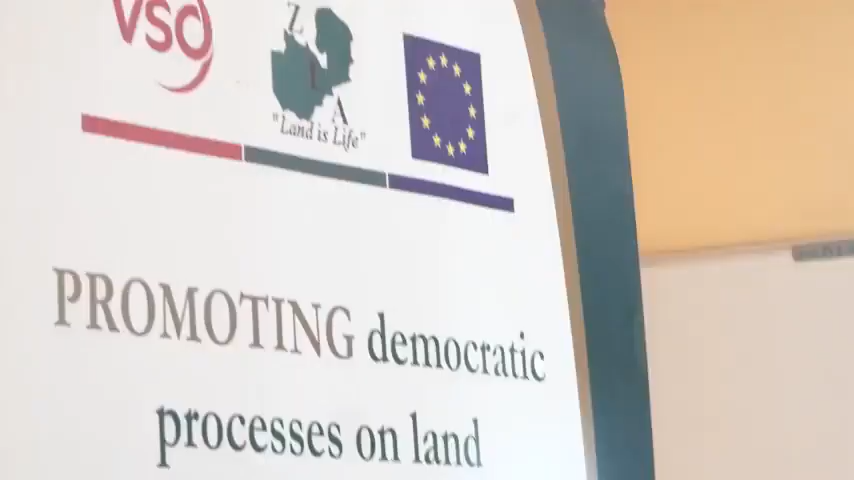 vso
Z
L
A
"Land is Life"
PROMOTING democratic
processes on land